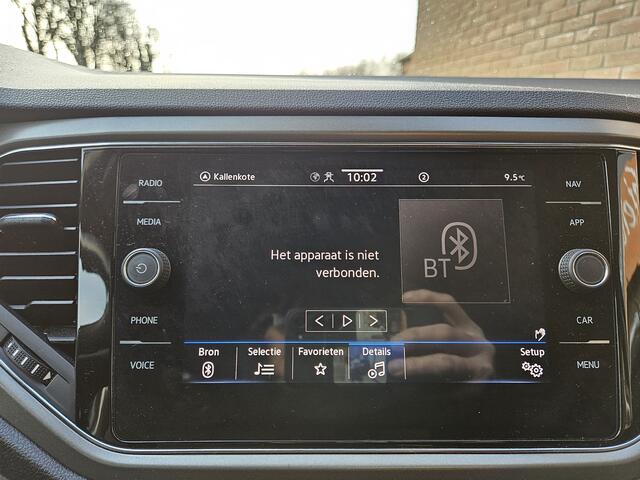 RADIO
Kallenkote 10:02 2 9.5°C
NAV
MEDIA
APP
Het apparaat is niet
verbonden.
BT
PHONE
CAR
Bron Selectie Favorieten Details Setup
VOICE
MENU